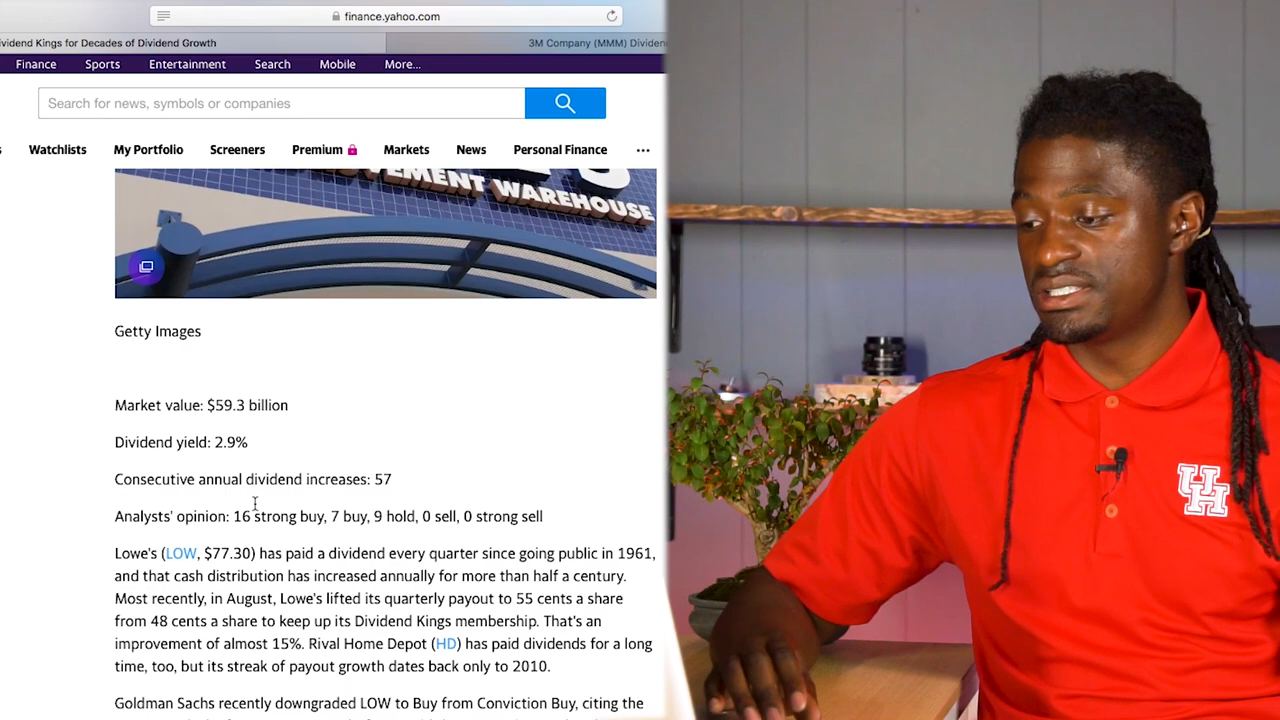 finance.yahoo.com
ividend Kings for Decades of Dividend Growth
3M Company (MMM) Dividen
Finance Sports Entertainment Search Mobile More...
Search for news, symbols or companies
s Watchlists My Portfolio Screeners Premium Markets News Personal Finance ...
VEMENT WAREHOUSE
Getty Images
Market value: $59.3 billion
Dividend yield: 2.9%
Consecutive annual dividend increases: 57
Analysts' opinion: 16 strong buy, 7 buy, 9 hold, 0 sell, 0 strong sell
Lowe's (LOW, $77.30) has paid a dividend every quarter since going public in 1961,
and that cash distribution has increased annually for more than half a century.
Most recently, in August, Lowe's lifted its quarterly payout to 55 cents a share
from 48 cents a share to keep up its Dividend Kings membership. That's an
improvement of almost 15%. Rival Home Depot (HD) has paid dividends for a long
time, too, but its streak of payout growth dates back only to 2010.
Goldman Sachs recently downgraded LOW to Buy from Conviction Buy, citing the
UH